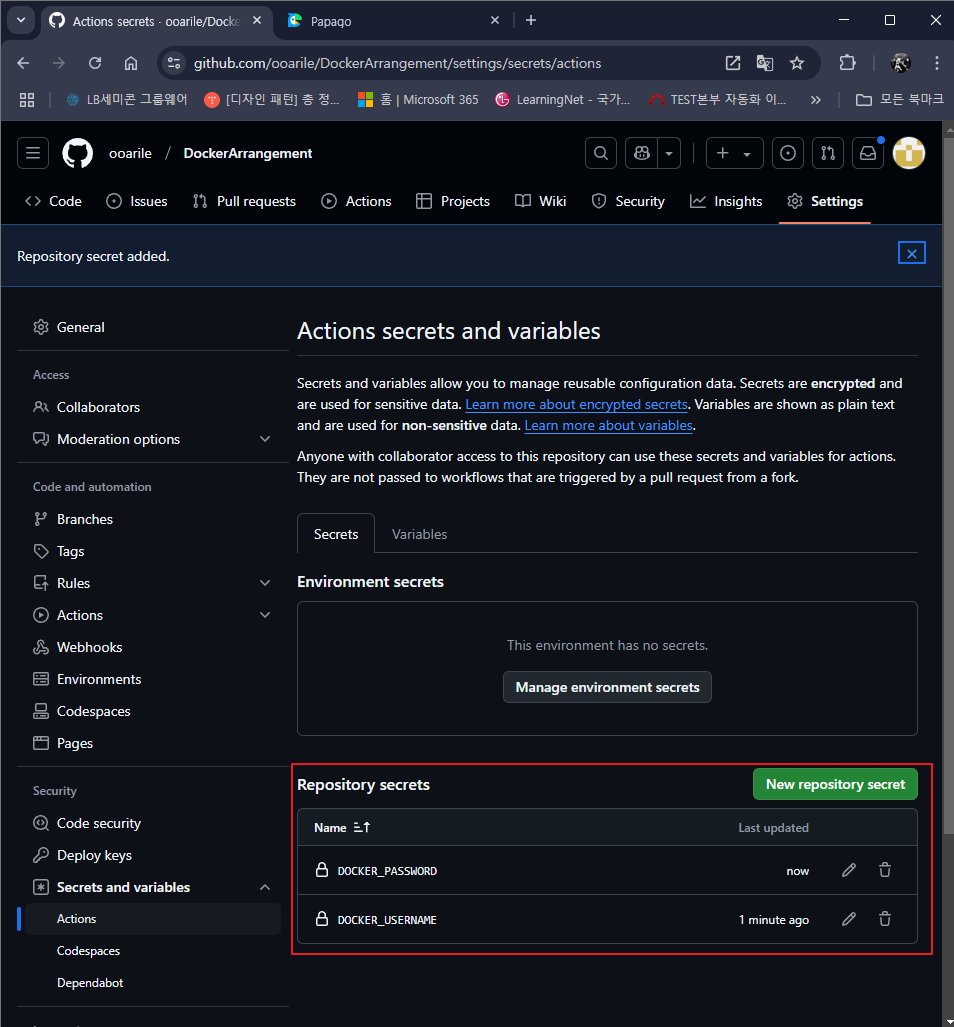 Actions secrets · ooarile/Docke
Papago
github.com/ooarile/DockerArrangement/settings/secrets/actions
LB세미콘 그룹웨어
[디자인 패턴] 총 정...
홈 | Microsoft 365
LearningNet - 국가...
TEST본부 자동화 이...
»
모든 북마크
ooarile / DockerArrangement
Code
Issues
Pull requests
Actions
Projects
Wiki
Security
Insights
Settings
Repository secret added.
General
Access
Collaborators
Moderation options
Code and automation
Branches
Tags
Rules
Actions
Webhooks
Environments
Codespaces
Pages
Security
Code security
Deploy keys
Secrets and variables
Actions
Codespaces
Dependabot
Actions secrets and variables
Secrets and variables allow you to manage reusable configuration data. Secrets are encrypted and
are used for sensitive data. Learn more about encrypted secrets. Variables are shown as plain text
and are used for non-sensitive data. Learn more about variables.
Anyone with collaborator access to this repository can use these secrets and variables for actions.
They are not passed to workflows that are triggered by a pull request from a fork.
Secrets
Variables
Environment secrets
This environment has no secrets.
Manage environment secrets
Repository secrets
New repository secret
Name
Last updated
DOCKER_PASSWORD
now
DOCKER_USERNAME
1 minute ago